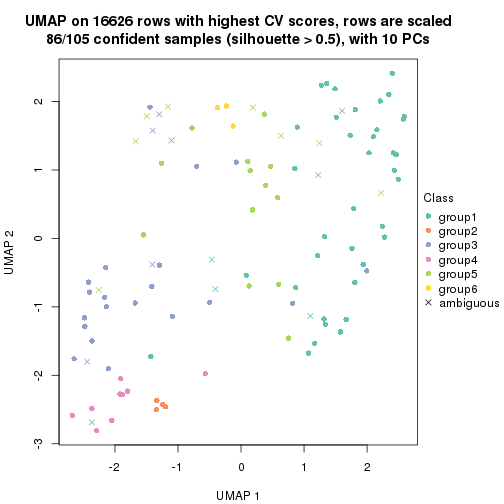 UMAP on 16626 rows with highest CV scores, rows are scaled
86/105 confident samples (silhouette > 0.5), with 10 PCs
2
1
0
-1
-2
-3
UMAP 2
-2
-1
0
1
2
UMAP 1
Class
group1
group2
group3
group4
group5
group6
ambiguous